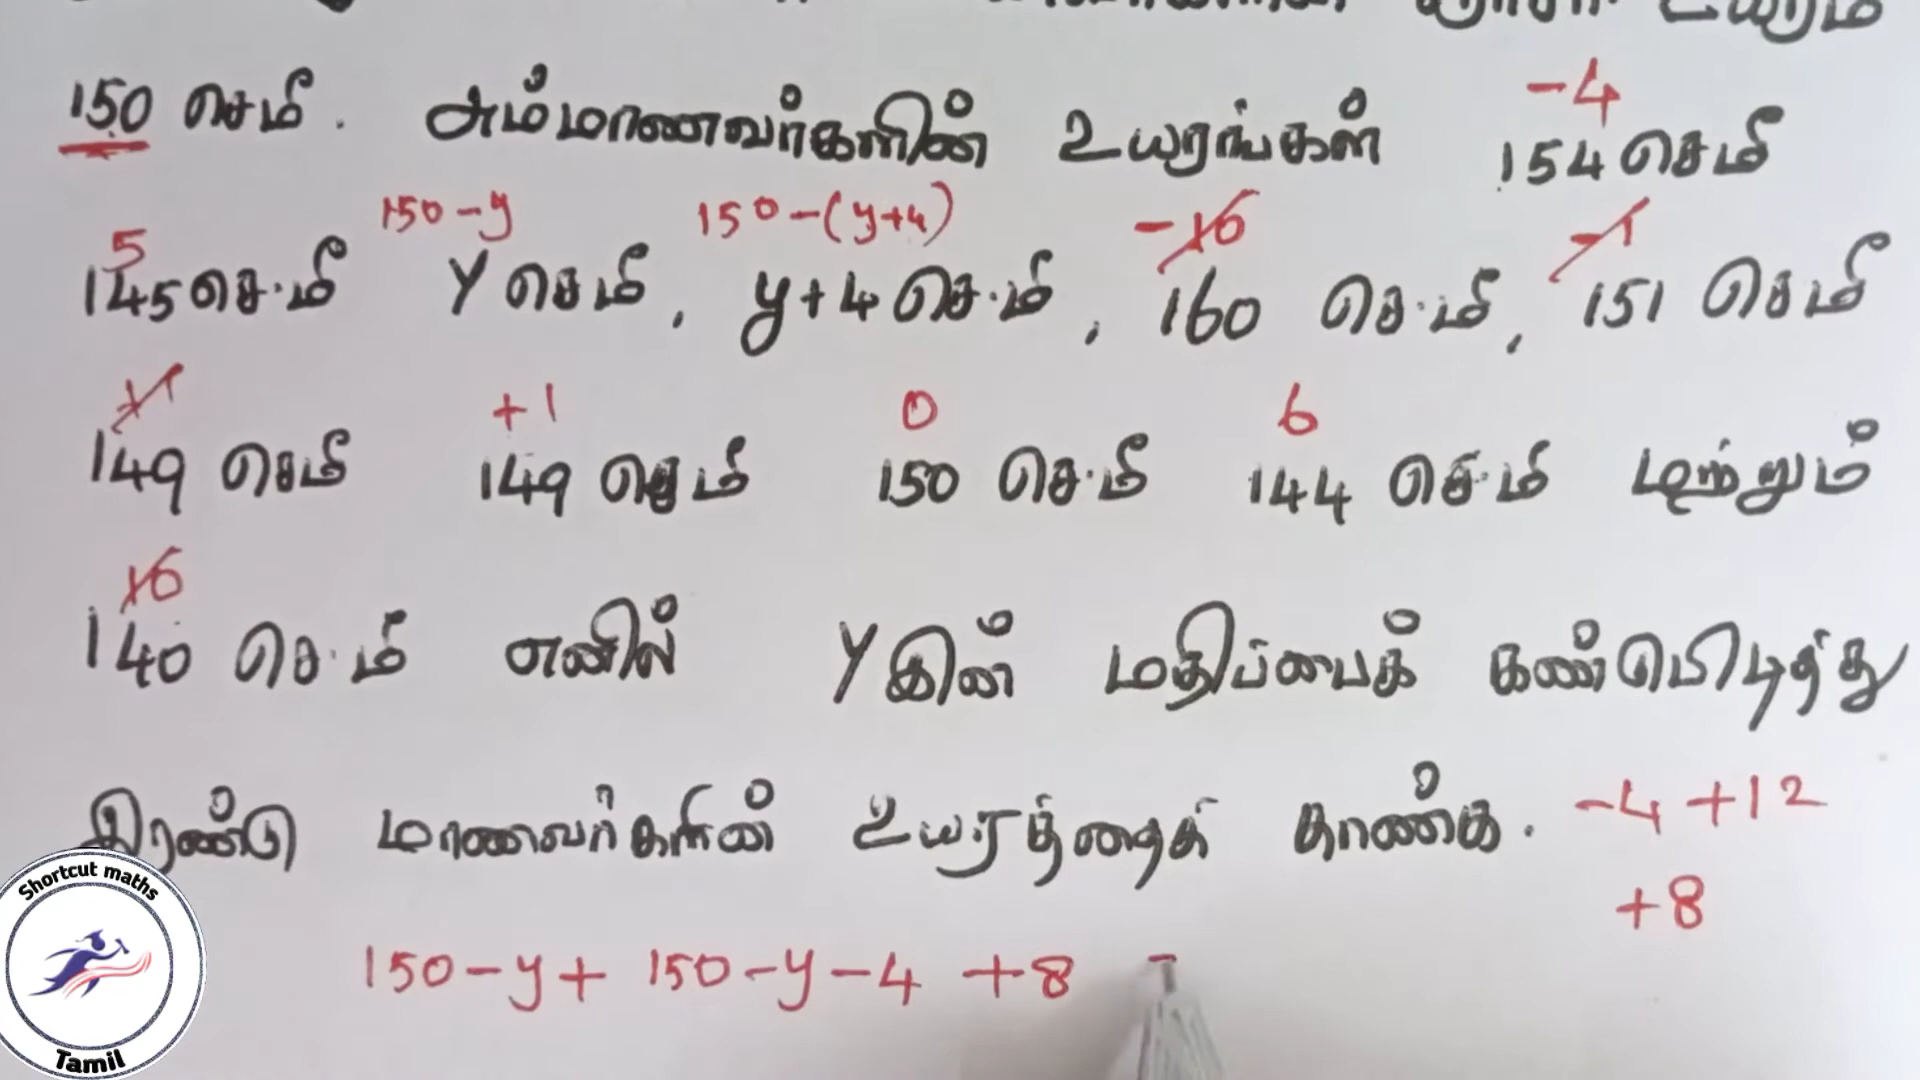 உயரம்
-4
150 செமீ. அம்மாணவர்களின் உயரங்கள் 154 செமீ
5 150-y 150-(y+4) -10 -1
145 செ.மீ y செமீ, y+4 செ.மீ, 160 செ.மீ, 151 செமீ
+1 +1 0 6
149 செமீ 149 செமீ 150 செ.மீ 144 செ.மீ மற்றும்
140 செ.மீ எனில் y இன் மதிப்பைக் கண்டுபிடித்து
இரண்டு மாணவர்களின் உயரத்தைக் காண்க. -4 +12
+8
150-y+ 150-y-4 +8
Shortcut maths
Tamil